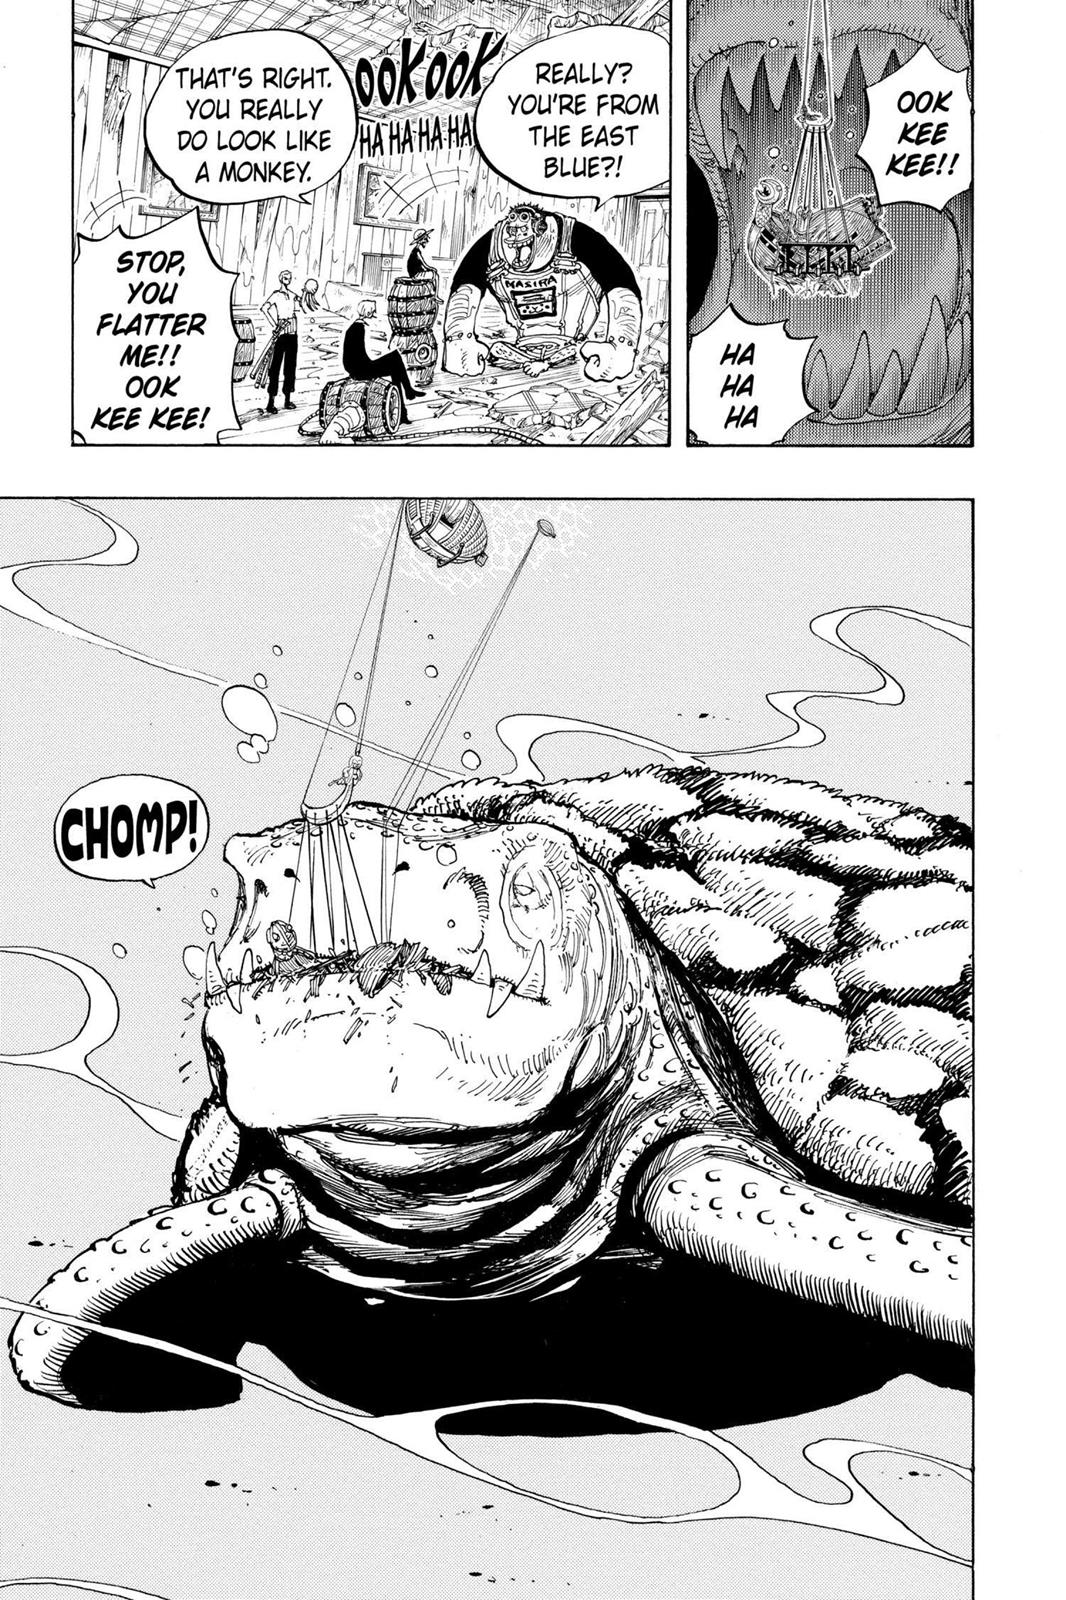 OOK
KEE
KEE!!
HA
HA
HA
REALLY?
YOU'RE FROM
THE EAST
BLUE?!
OOK OOK
HA HA HA HA
THAT'S RIGHT.
YOU REALLY
DO LOOK LIKE
A MONKEY.
MASIRA
STOP,
YOU
FLATTER
ME!!
OOK
KEE KEE!
CHOMP!